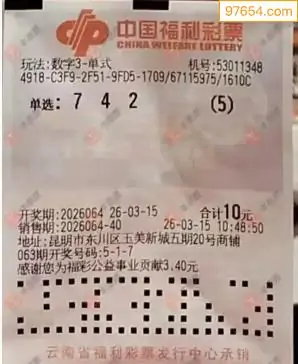 97654.com
中国福利彩票
CHINA WELFARE LOTTERY
玩法:数字3-单式 机号:53011348
4918-C3F9-2F51-9FD5-1709/67115975/1610C
单选: 7 4 2 (5)
开奖期:2026064 26-03-15 合计10元
销售期:2026064-40 26-03-15 10:48:50
地址:昆明市东川区玉美新城五期20号商铺
063期开奖号码:5-1-7
感谢您为福彩公益事业贡献3.40元
云南省福利彩票发行中心承销